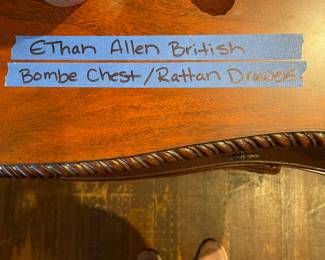 EThan Allen British
Bombe Chest/Rattan Drawers